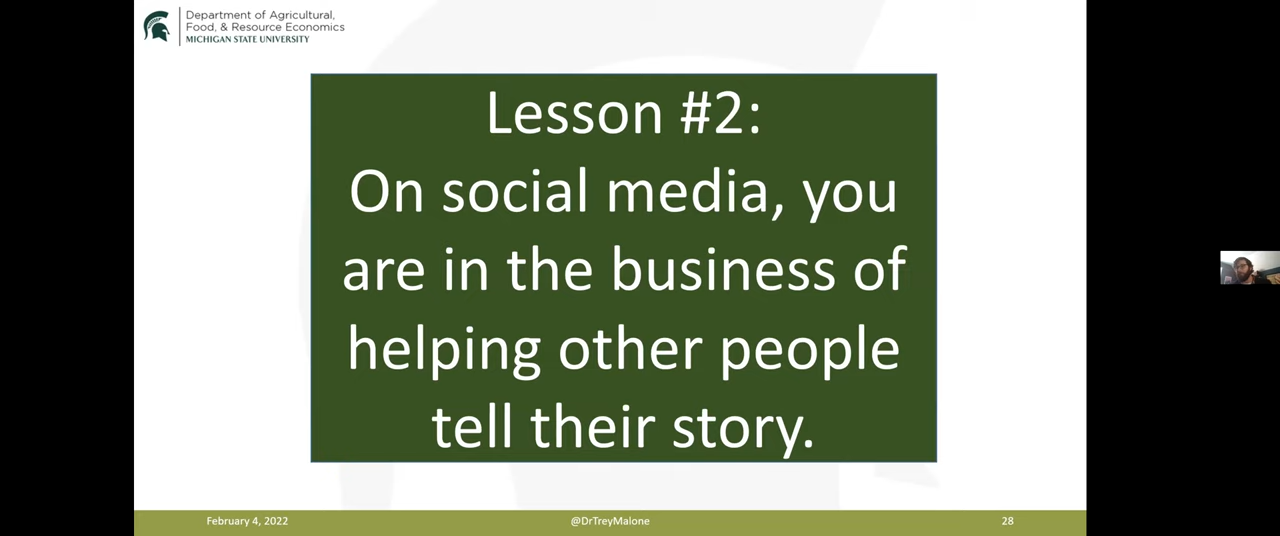 Department of Agricultural,
Food, & Resource Economics
MICHIGAN STATE UNIVERSITY
Lesson #2:
On social media, you
are in the business of
helping other people
tell their story.
February 4, 2022
@DrTreyMalone
28